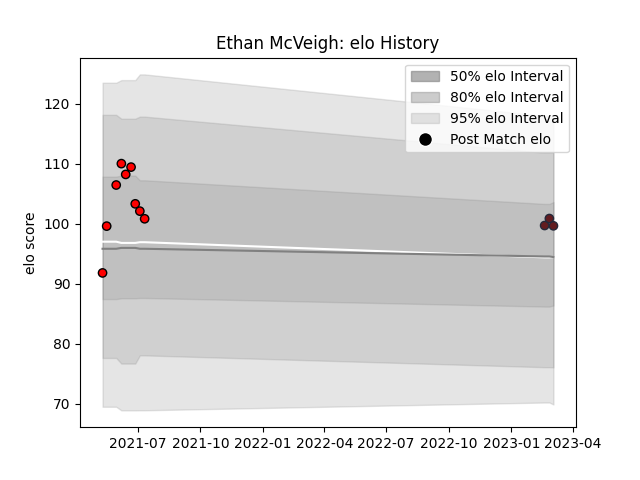 Ethan McVeigh: elo History
50% elo Interval
80% elo Interval
95% elo Interval
Post Match elo
elo score
120
110
100
90
80
70
2021-07 2021-10 2022-01 2022-04 2022-07 2022-10 2023-01 2023-04